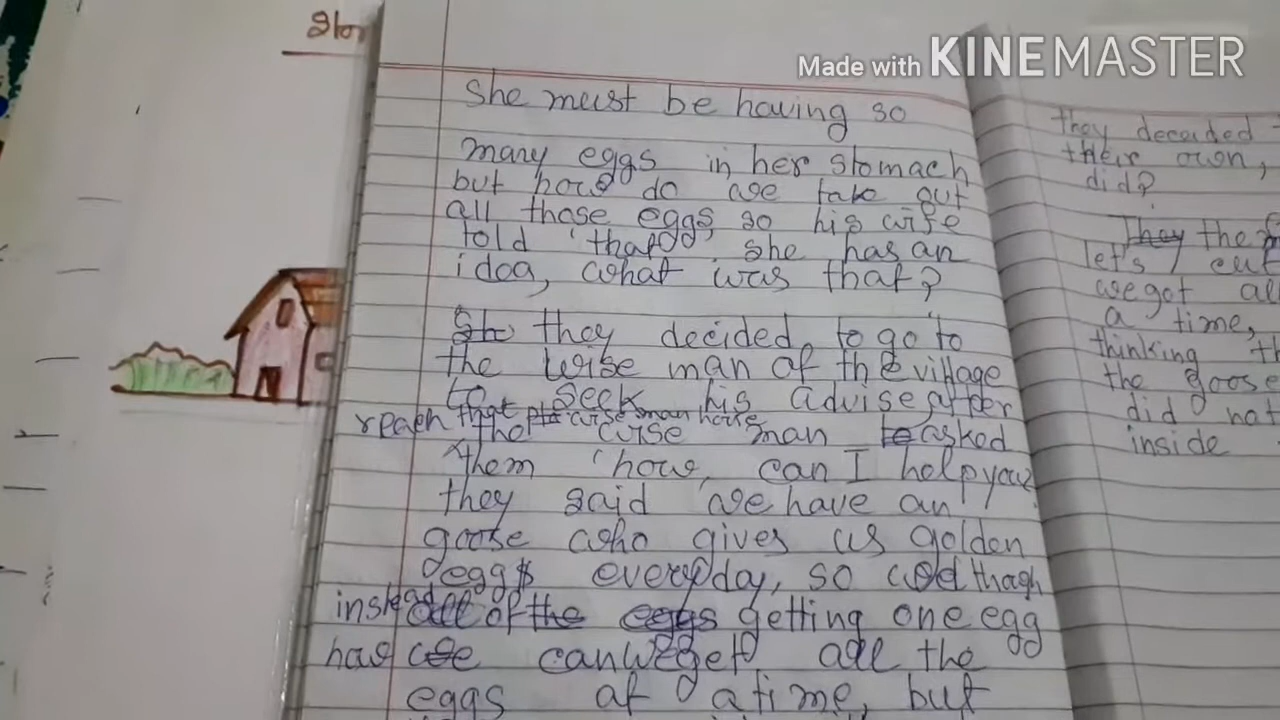 Made with KINEMASTER
She must be having so
many eggs in her stomach
but how do we take out
all those eggs so his wife
told that she has an
idea, what was that?
they decided to go to
the wise man of the village
to seek his advise after
reach that wise man house
the wise man asked
them 'how can I help you?
they said we have an
goose who gives us golden
eggs everyday, so
instead of getting one egg
how can we get all the
eggs at a time, but
they decided
their own,
did?
They the
let's cut
we got all
a time,
thinking
the goose
did not
inside